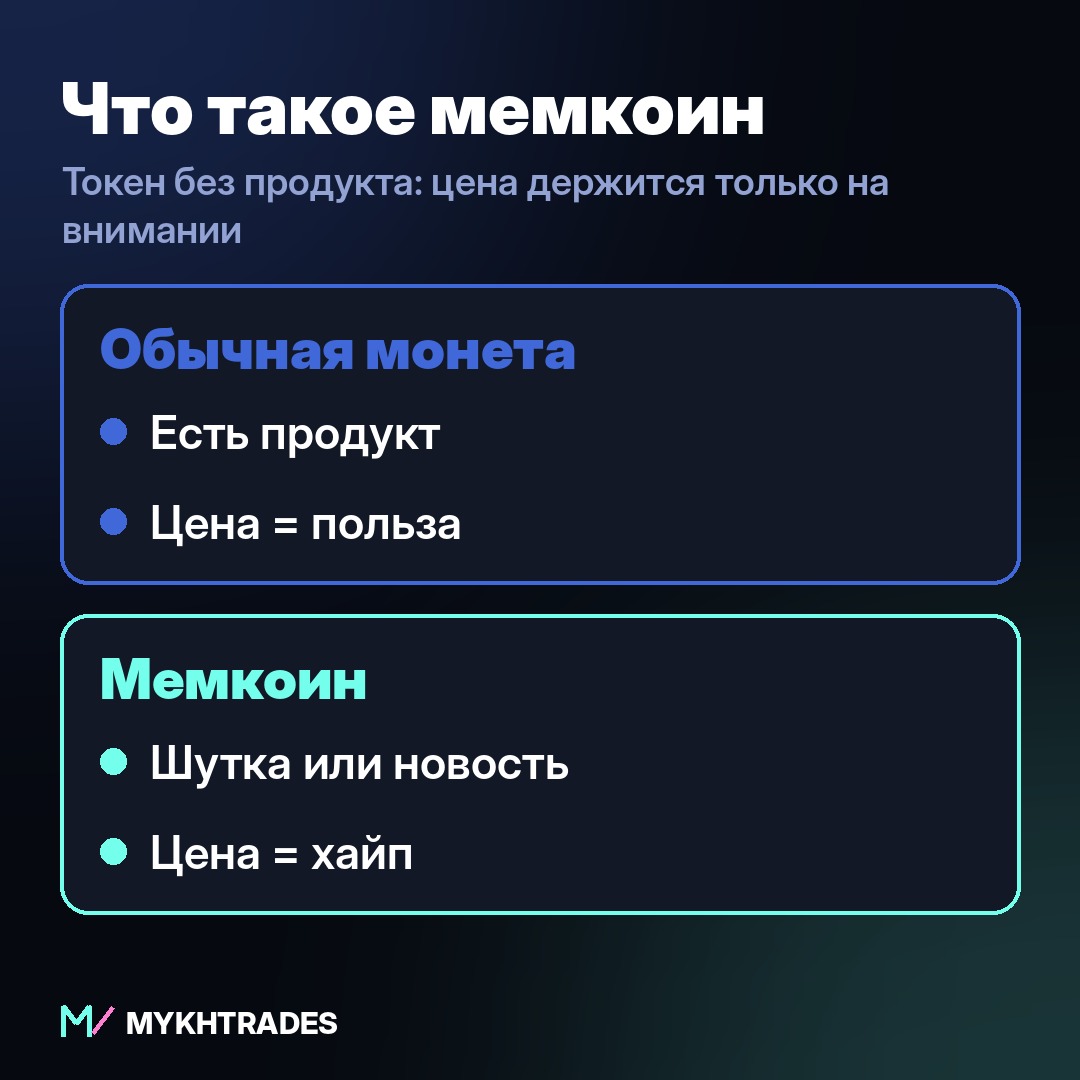 Что такое мемкоин
Токен без продукта: цена держится только на
внимании
Обычная монета
Есть продукт
Цена = польза
Мемкоин
Шутка или новость
Цена = хайп
MYKHTRADES